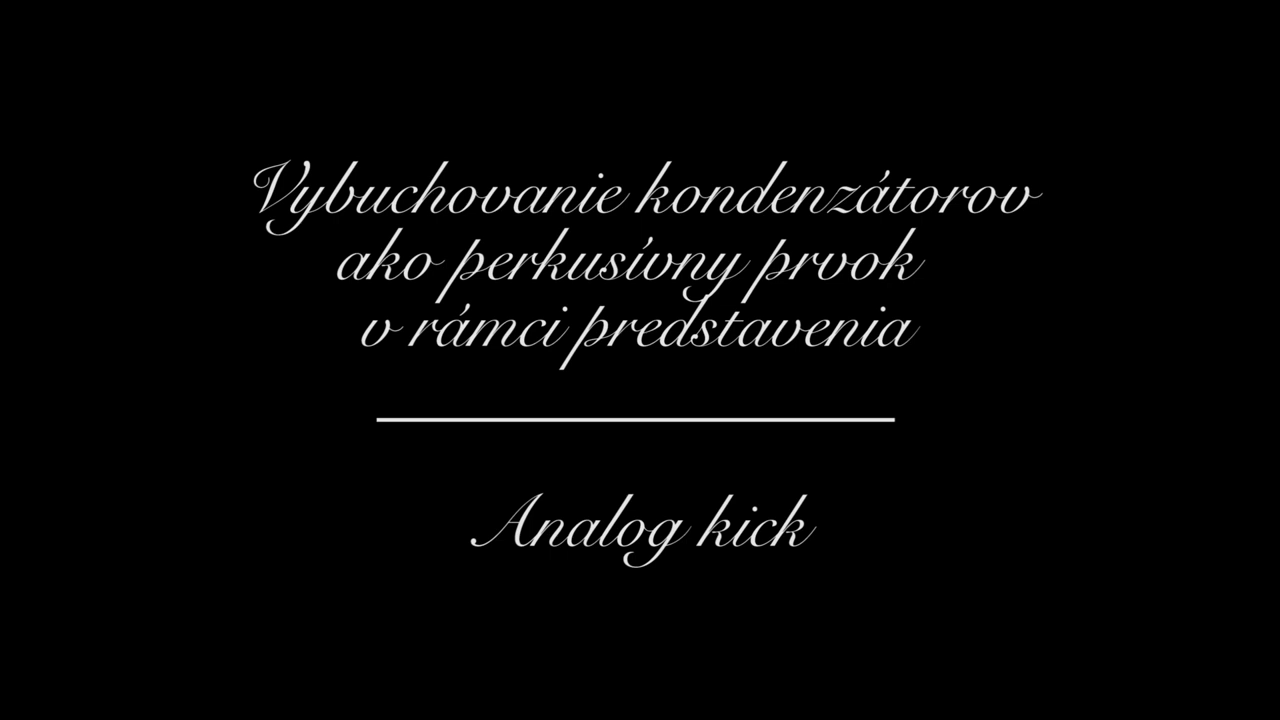 Vybuchovanie kondenzátorov
ako perkusívny prvok
v rámci predstavenia
Analog kick